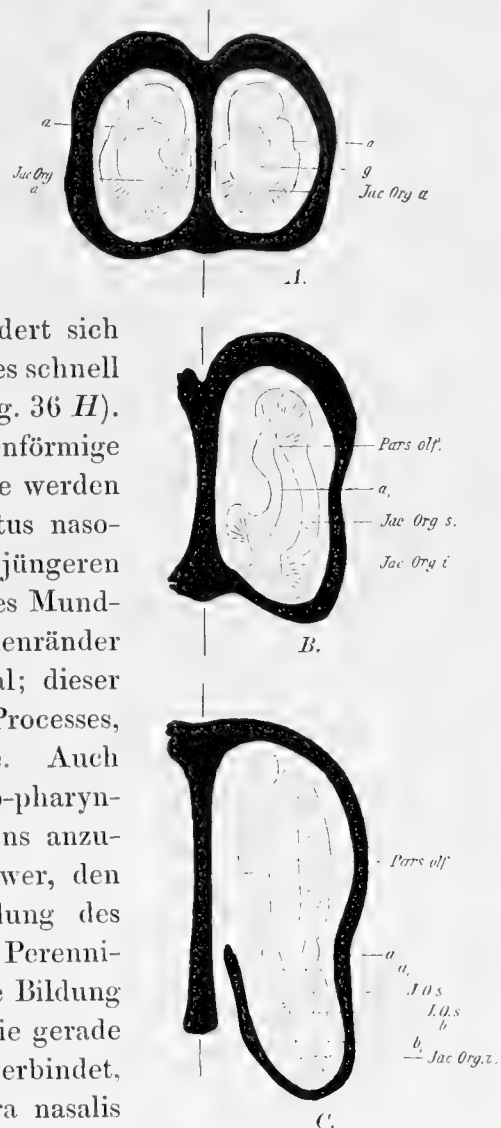 a
Jac Org
a
a
g
Jac Org a
A.
dert sich
es schnell
g. 36 H).
enförmige
e werden
tus naso-
jüngeren
es Mund-
enränder
al; dieser
Processes,
e. Auch
o-pharyn-
ns anzu-
wer, den
dung des
Perenni-
e Bildung
ie gerade
erbindet,
ra nasalis
Pars olf.
a,
Jac Org s.
Jac Org i
B.
Pars olf
a
a,
J.O.s
J.O.s
b
b
Jac Org.i.
C.